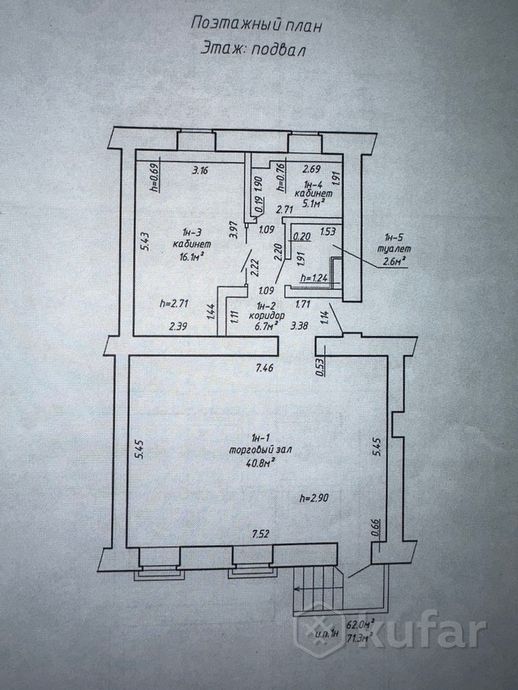 Поэтажный план
Этаж: подвал
h=0.69
3.16
1.90
h=0.76
2.69
1.91
1н-4
кабинет
5.1м²
0.19
2.71
5.43
1н-3
кабинет
16.1м²
3.97
1.09
2.20
0.20
1.53
1н-5
туалет
2.6м²
1.91
2.22
h=1.24
h=2.71
2.39
1.44
1.11
1.09
1н-2
коридор
6.7м²
1.71
3.38
1.14
7.46
0.53
5.45
1н-1
торговый зал
40.8м²
5.45
h=2.90
7.52
0.66
и.п.1н
62.0м²
71.3м²
kufar